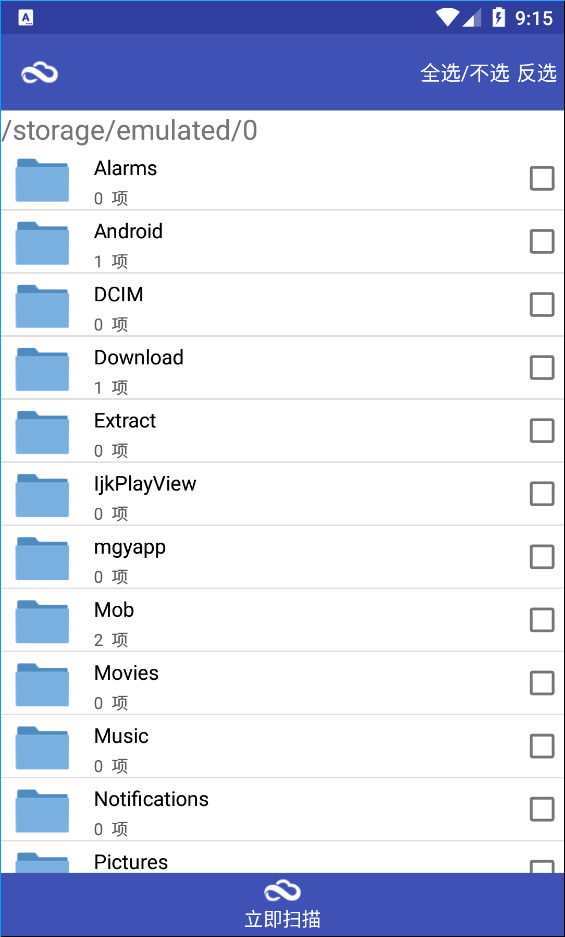 9:15
全选/不选 反选
/storage/emulated/0
Alarms
0 项
Android
1 项
DCIM
0 项
Download
1 项
Extract
0 项
IjkPlayView
0 项
mgyapp
0 项
Mob
2 项
Movies
0 项
Music
0 项
Notifications
0 项
Pictures
立即扫描